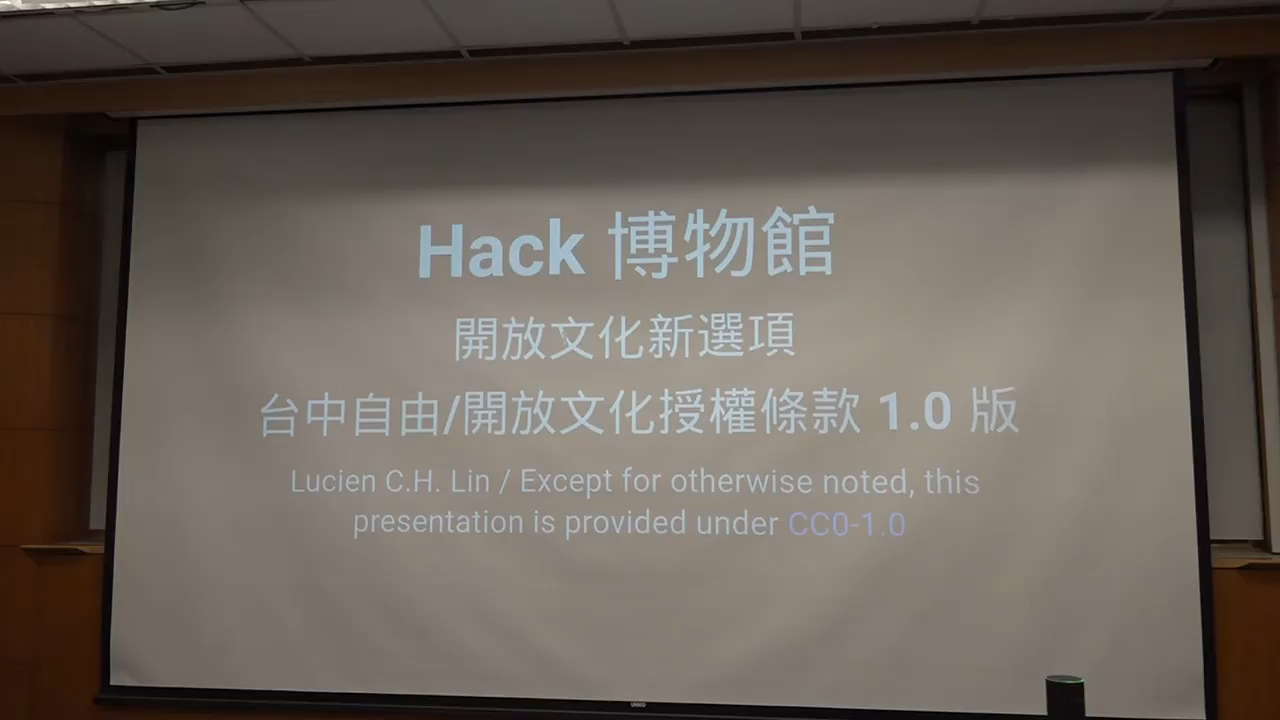 Hack 博物館
開放文化新選項
台中自由/開放文化授權條款 1.0 版
Lucien C.H. Lin / Except for otherwise noted, this
presentation is provided under CC0-1.0